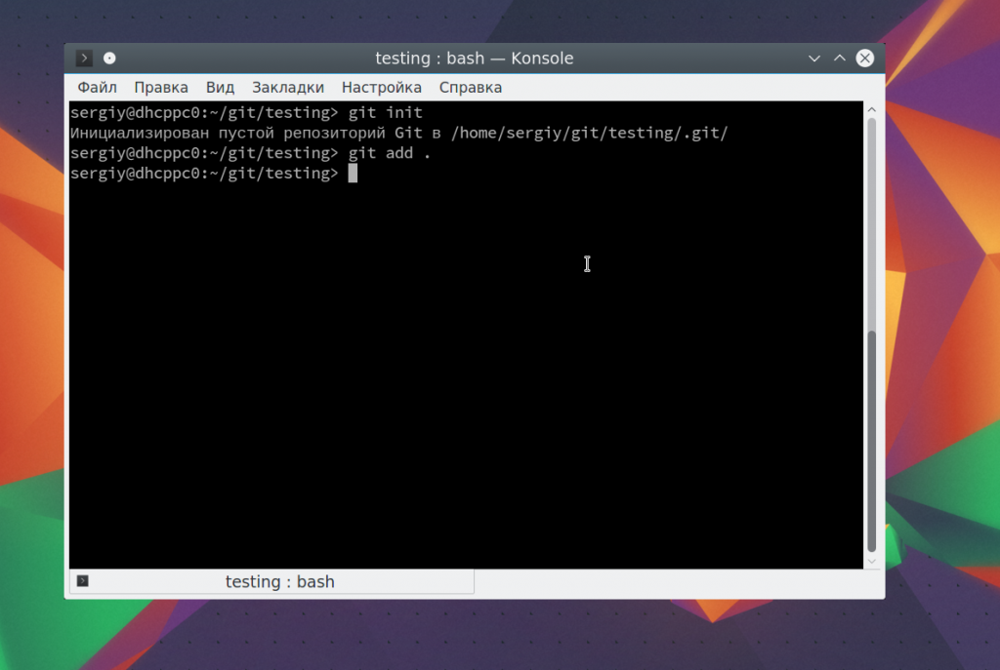 testing : bash — Konsole
Файл Правка Вид Закладки Настройка Справка
sergiy@dhcppc0:~/git/testing> git init
Инициализирован пустой репозиторий Git в /home/sergiy/git/testing/.git/
sergiy@dhcppc0:~/git/testing> git add .
sergiy@dhcppc0:~/git/testing>
testing : bash